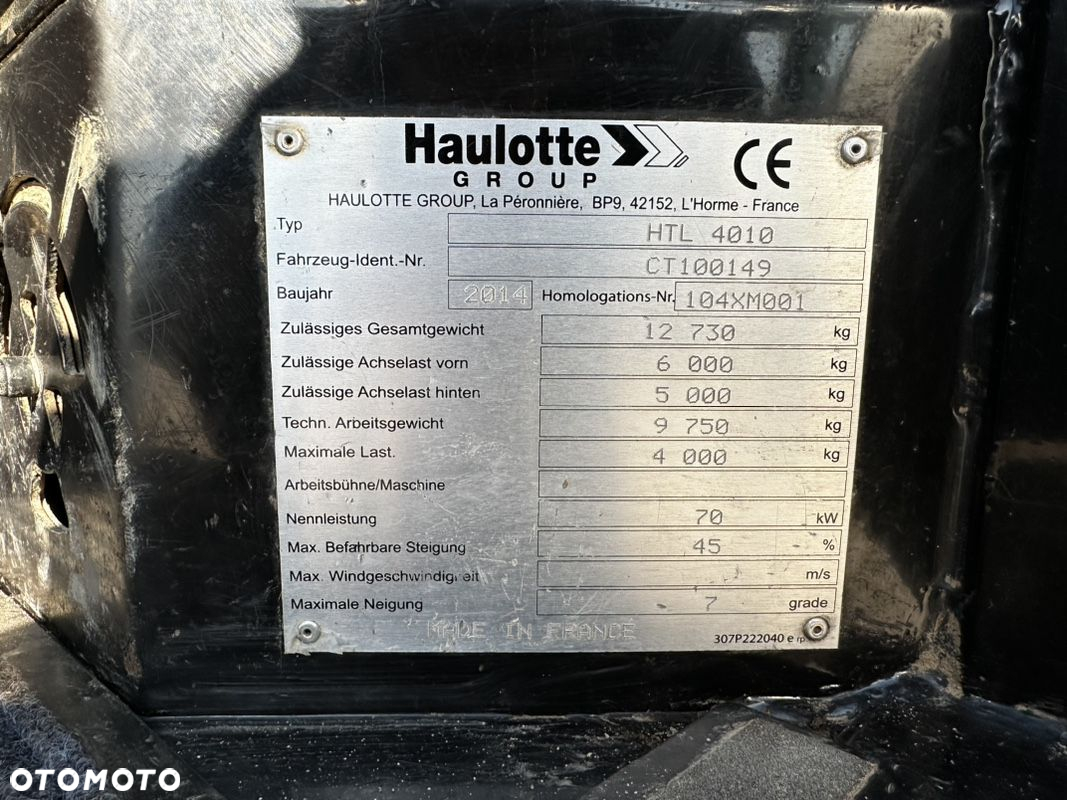 Haulotte
GROUP
CE
HAULOTTE GROUP, La Péronnière, BP9, 42152, L'Horme - France
Typ HTL 4010
Fahrzeug-Ident.-Nr. CT100149
Baujahr 2014 Homologations-Nr. 104XM001
Zulässiges Gesamtgewicht 12 730 kg
Zulässige Achselast vorn 6 000 kg
Zulässige Achselast hinten 5 000 kg
Techn. Arbeitsgewicht 9 750 kg
Maximale Last. 4 000 kg
Arbeitsbühne/Maschine
Nennleistung 70 kW
Max. Befahrbare Steigung 45 %
Max. Windgeschwindigkeit m/s
Maximale Neigung 7 grade
MADE IN FRANCE 307P222040 e rp
OTOMOTO